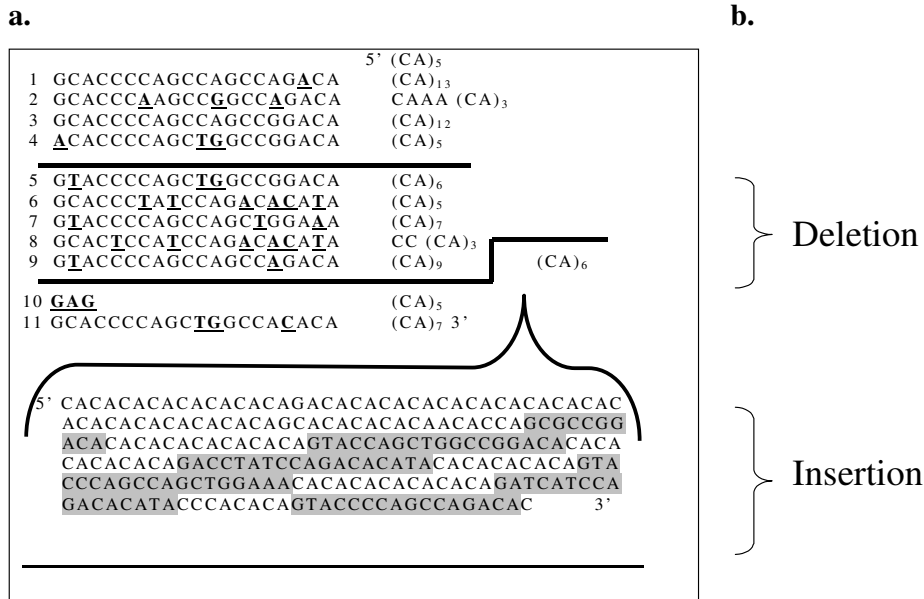 a.
b.
5’ (CA)5
1 GCACCCCAGCCAGCCAGACA (CA)13
2 GCACCCAAGCCGGCCAGACA CAAA (CA)3
3 GCACCCCAGCCAGCCGGACA (CA)12
4 ACACCCCAGCTGGCCGGACA (CA)5
5 GTACCCCAGCTGGCCGGACA (CA)6
6 GCACCCTATCCAGACACATA (CA)5
7 GTACCCCAGCCAGCTGGAAA (CA)7
8 GCACTCCATCCAGACACATA CC (CA)3
9 GTACCCCAGCCAGCCAGACA (CA)9 (CA)6
10 GAG (CA)5
11 GCACCCCAGCTGGCCACACA (CA)7 3’
5’ CACACACACACACACAGACACACACACACACACACACAC
ACACACACACACACAGCACACACACAACACCAGCGCCGG
ACACACACACACACACAGTACCAGCTGGCCGGACACACA
CACACACAGACCTATCCAGACACATACACACACACAGTA
CCCAGCCAGCTGGAAACACACACACACACAGATCATCCA
GACACATACCCACACAGTACCCCAGCCAGACAC 3’
Deletion
Insertion